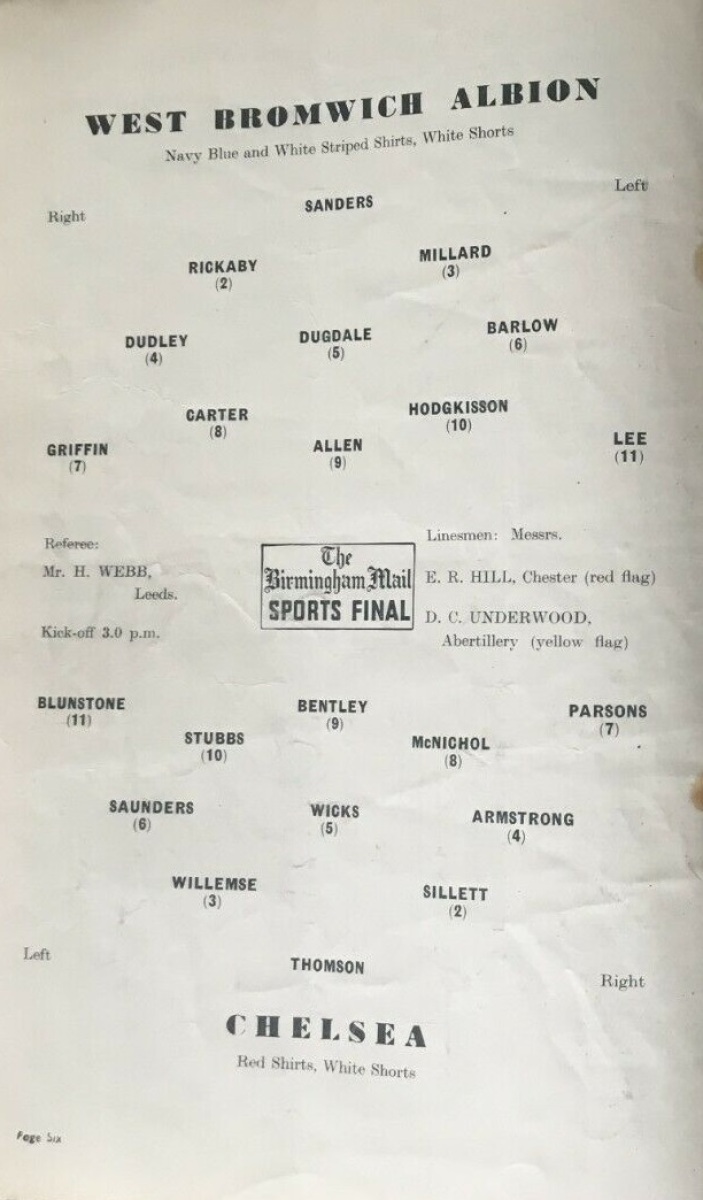 WEST BROMWICH ALBION
Navy Blue and White Striped Shirts, White Shorts
Right
Left
SANDERS
RICKABY
(2)
MILLARD
(3)
DUDLEY
(4)
DUGDALE
(5)
BARLOW
(6)
CARTER
(8)
HODGKISSON
(10)
GRIFFIN
(7)
ALLEN
(9)
LEE
(11)
Referee:
Mr. H. WEBB,
Leeds.
Kick-off 3.0 p.m.
The
Birmingham Mail
SPORTS FINAL
Linesmen: Messrs.
E. R. HILL, Chester (red flag)
D. C. UNDERWOOD,
Abertillery (yellow flag)
BLUNSTONE
(11)
BENTLEY
(9)
PARSONS
(7)
STUBBS
(10)
McNICHOL
(8)
SAUNDERS
(6)
WICKS
(5)
ARMSTRONG
(4)
WILLEMSE
(3)
SILLETT
(2)
Left
THOMSON
Right
CHELSEA
Red Shirts, White Shorts
Page Six